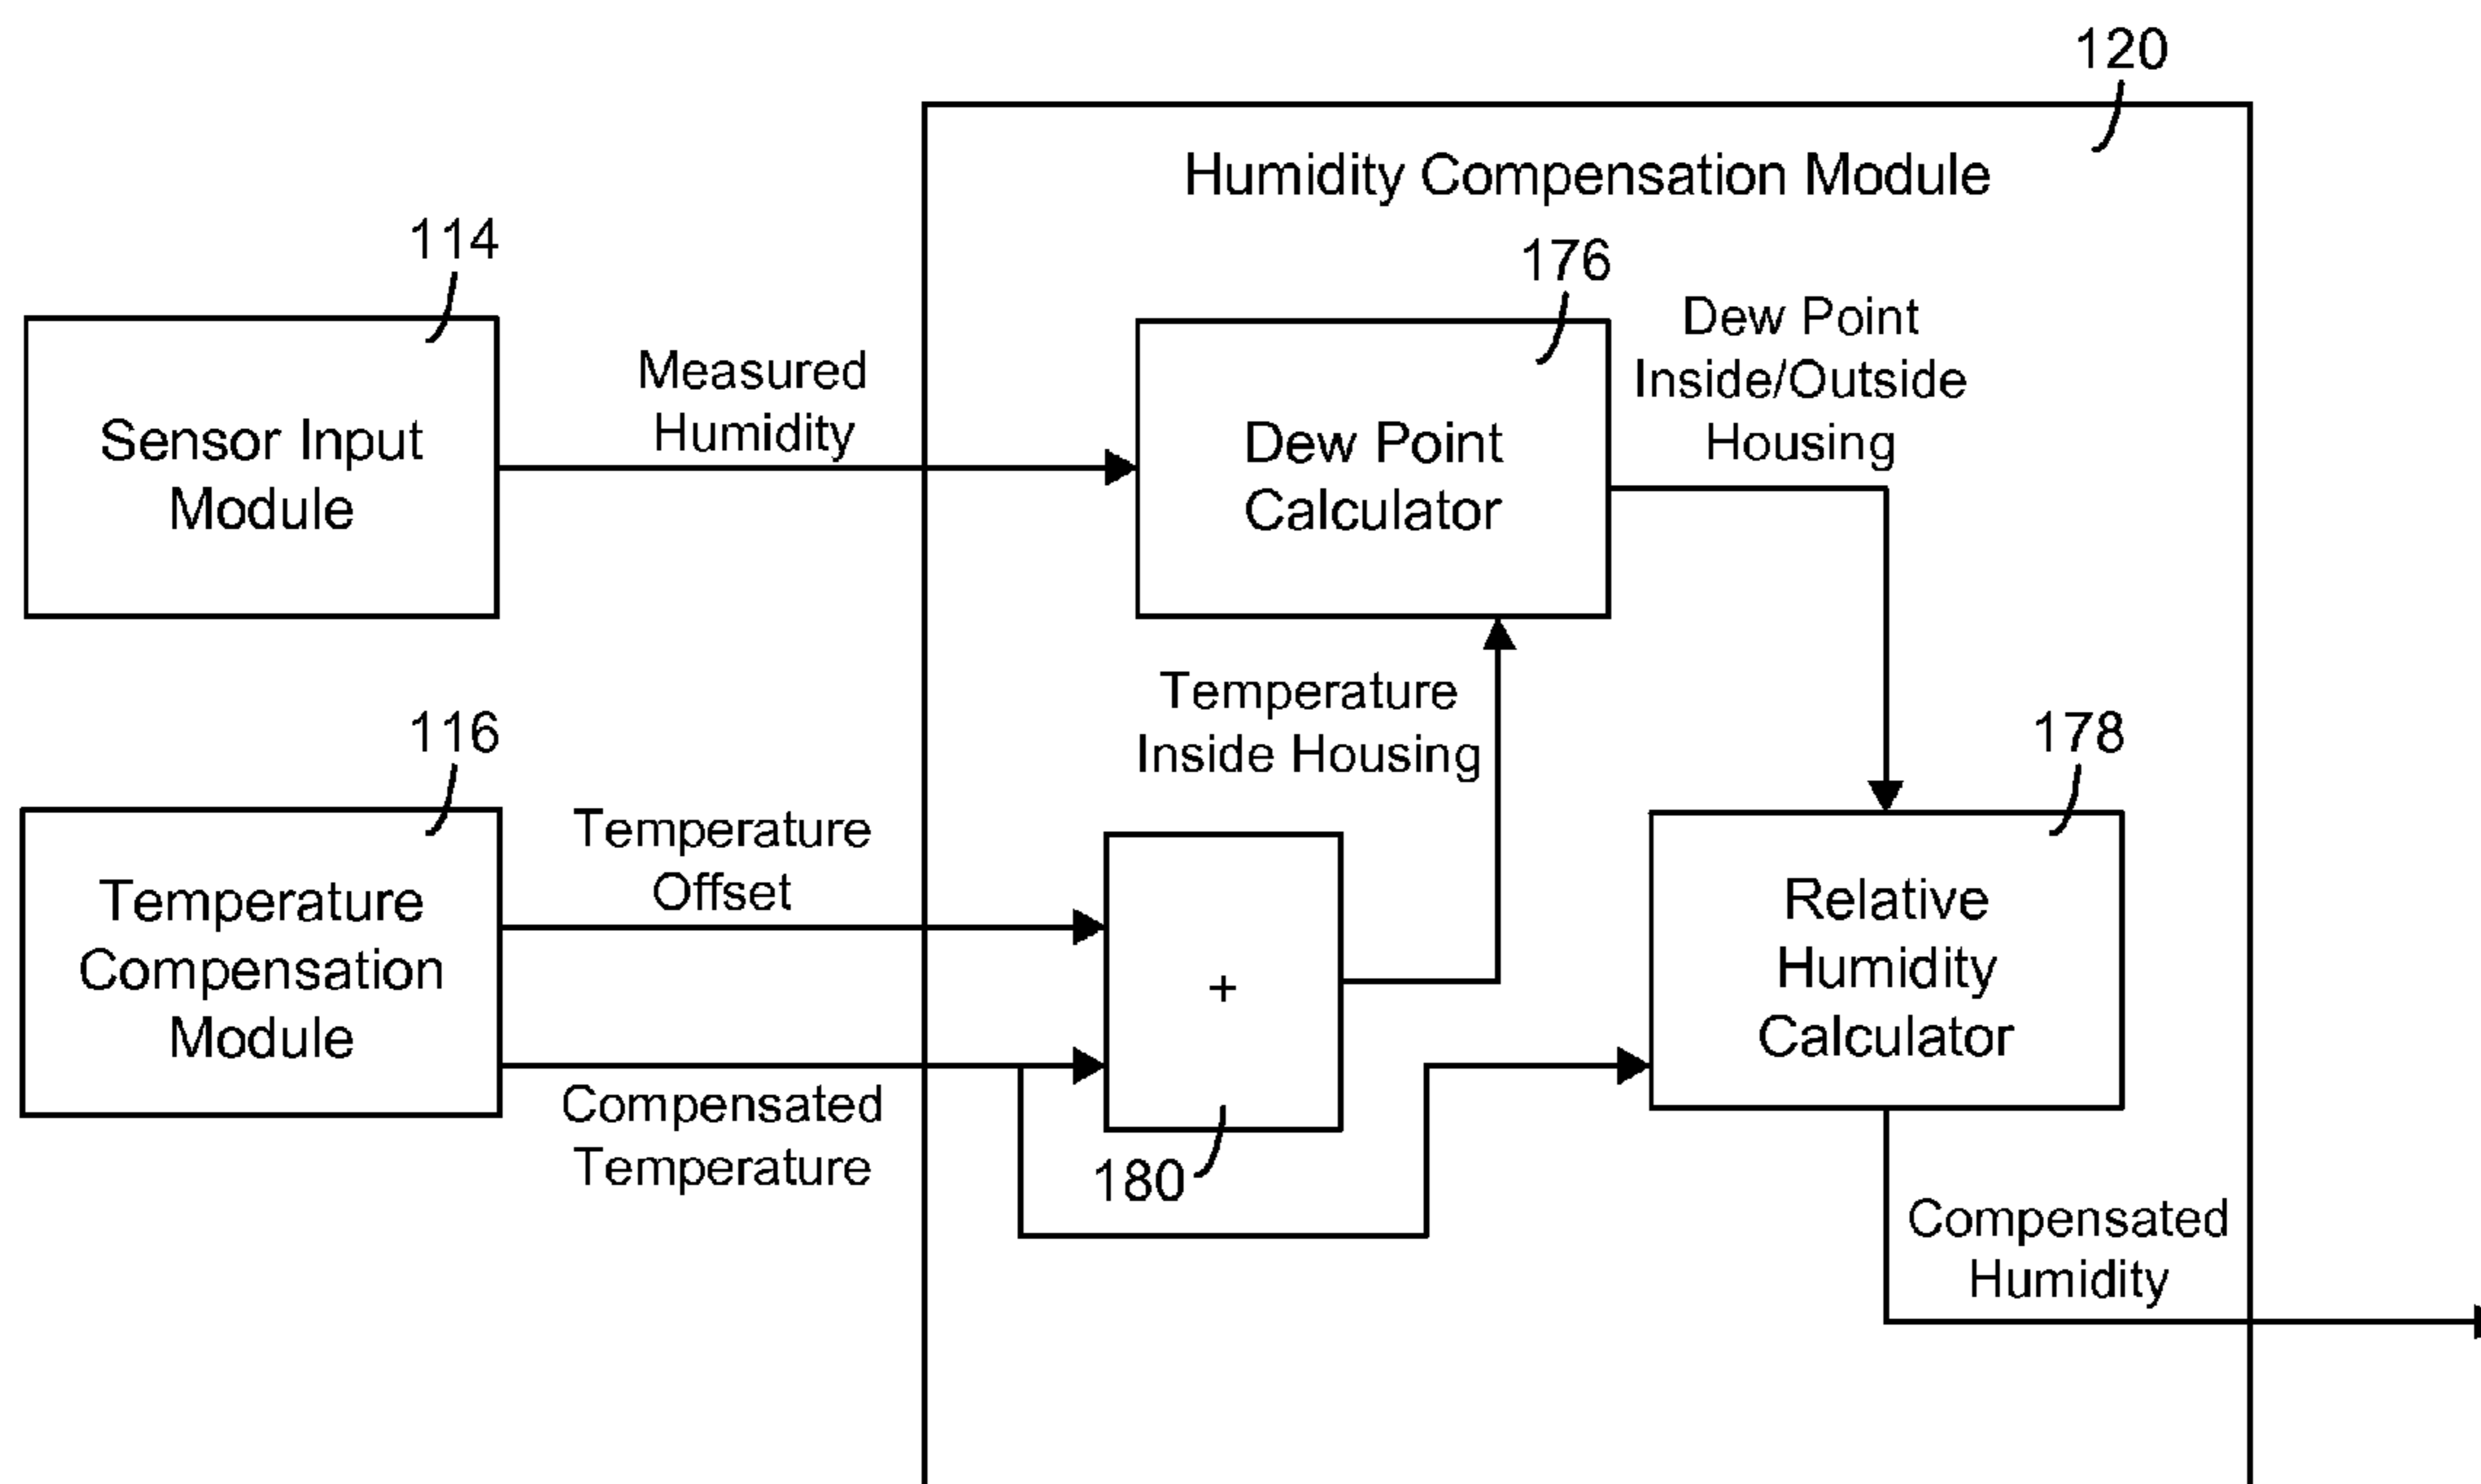 120
Humidity Compensation Module
114
176
Dew Point
Inside/Outside
Housing
Measured
Humidity
Sensor Input
Module
Dew Point
Calculator
Temperature
Inside Housing
116
178
Temperature
Offset
Temperature
Compensation
Module
+
Relative
Humidity
Calculator
Compensated
Temperature
180
Compensated
Humidity